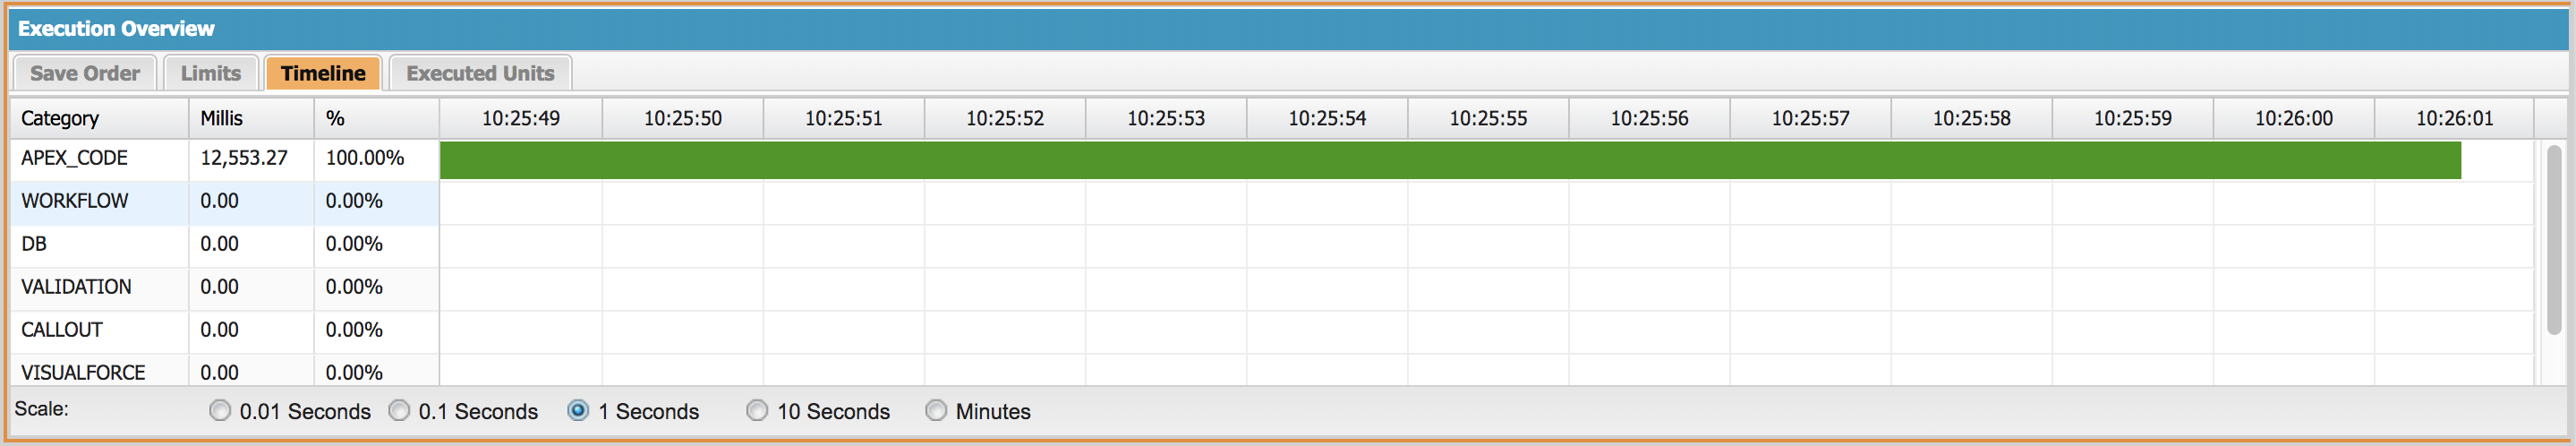 Execution Overview
Save Order Limits Timeline Executed Units
Category Millis % 10:25:49 10:25:50 10:25:51 10:25:52 10:25:53 10:25:54 10:25:55 10:25:56 10:25:57 10:25:58 10:25:59 10:26:00 10:26:01
APEX_CODE 12,553.27 100.00%
WORKFLOW 0.00 0.00%
DB 0.00 0.00%
VALIDATION 0.00 0.00%
CALLOUT 0.00 0.00%
VISUALFORCE 0.00 0.00%
Scale: 0.01 Seconds 0.1 Seconds 1 Seconds 10 Seconds Minutes